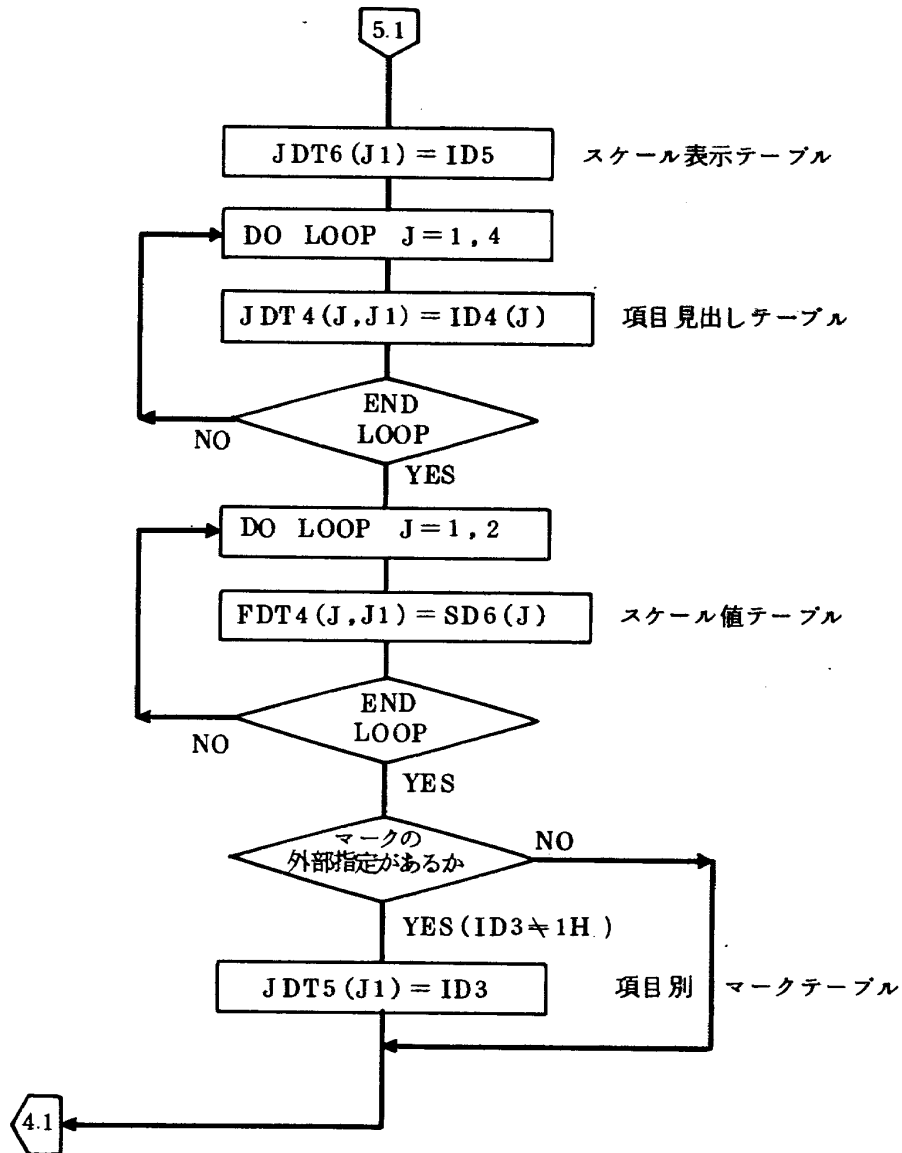 5.1
JDT6(J1)=ID5 スケール表示テーブル
DO LOOP J=1,4
JDT4(J,J1)=ID4(J) 項目見出しテーブル
END
LOOP
NO
YES
DO LOOP J=1,2
FDT4(J,J1)=SD6(J) スケール値テーブル
END
LOOP
NO
YES
マークの
外部指定があるか
NO
YES(ID3≠1H )
JDT5(J1)=ID3 項目別 マークテーブル
4.1